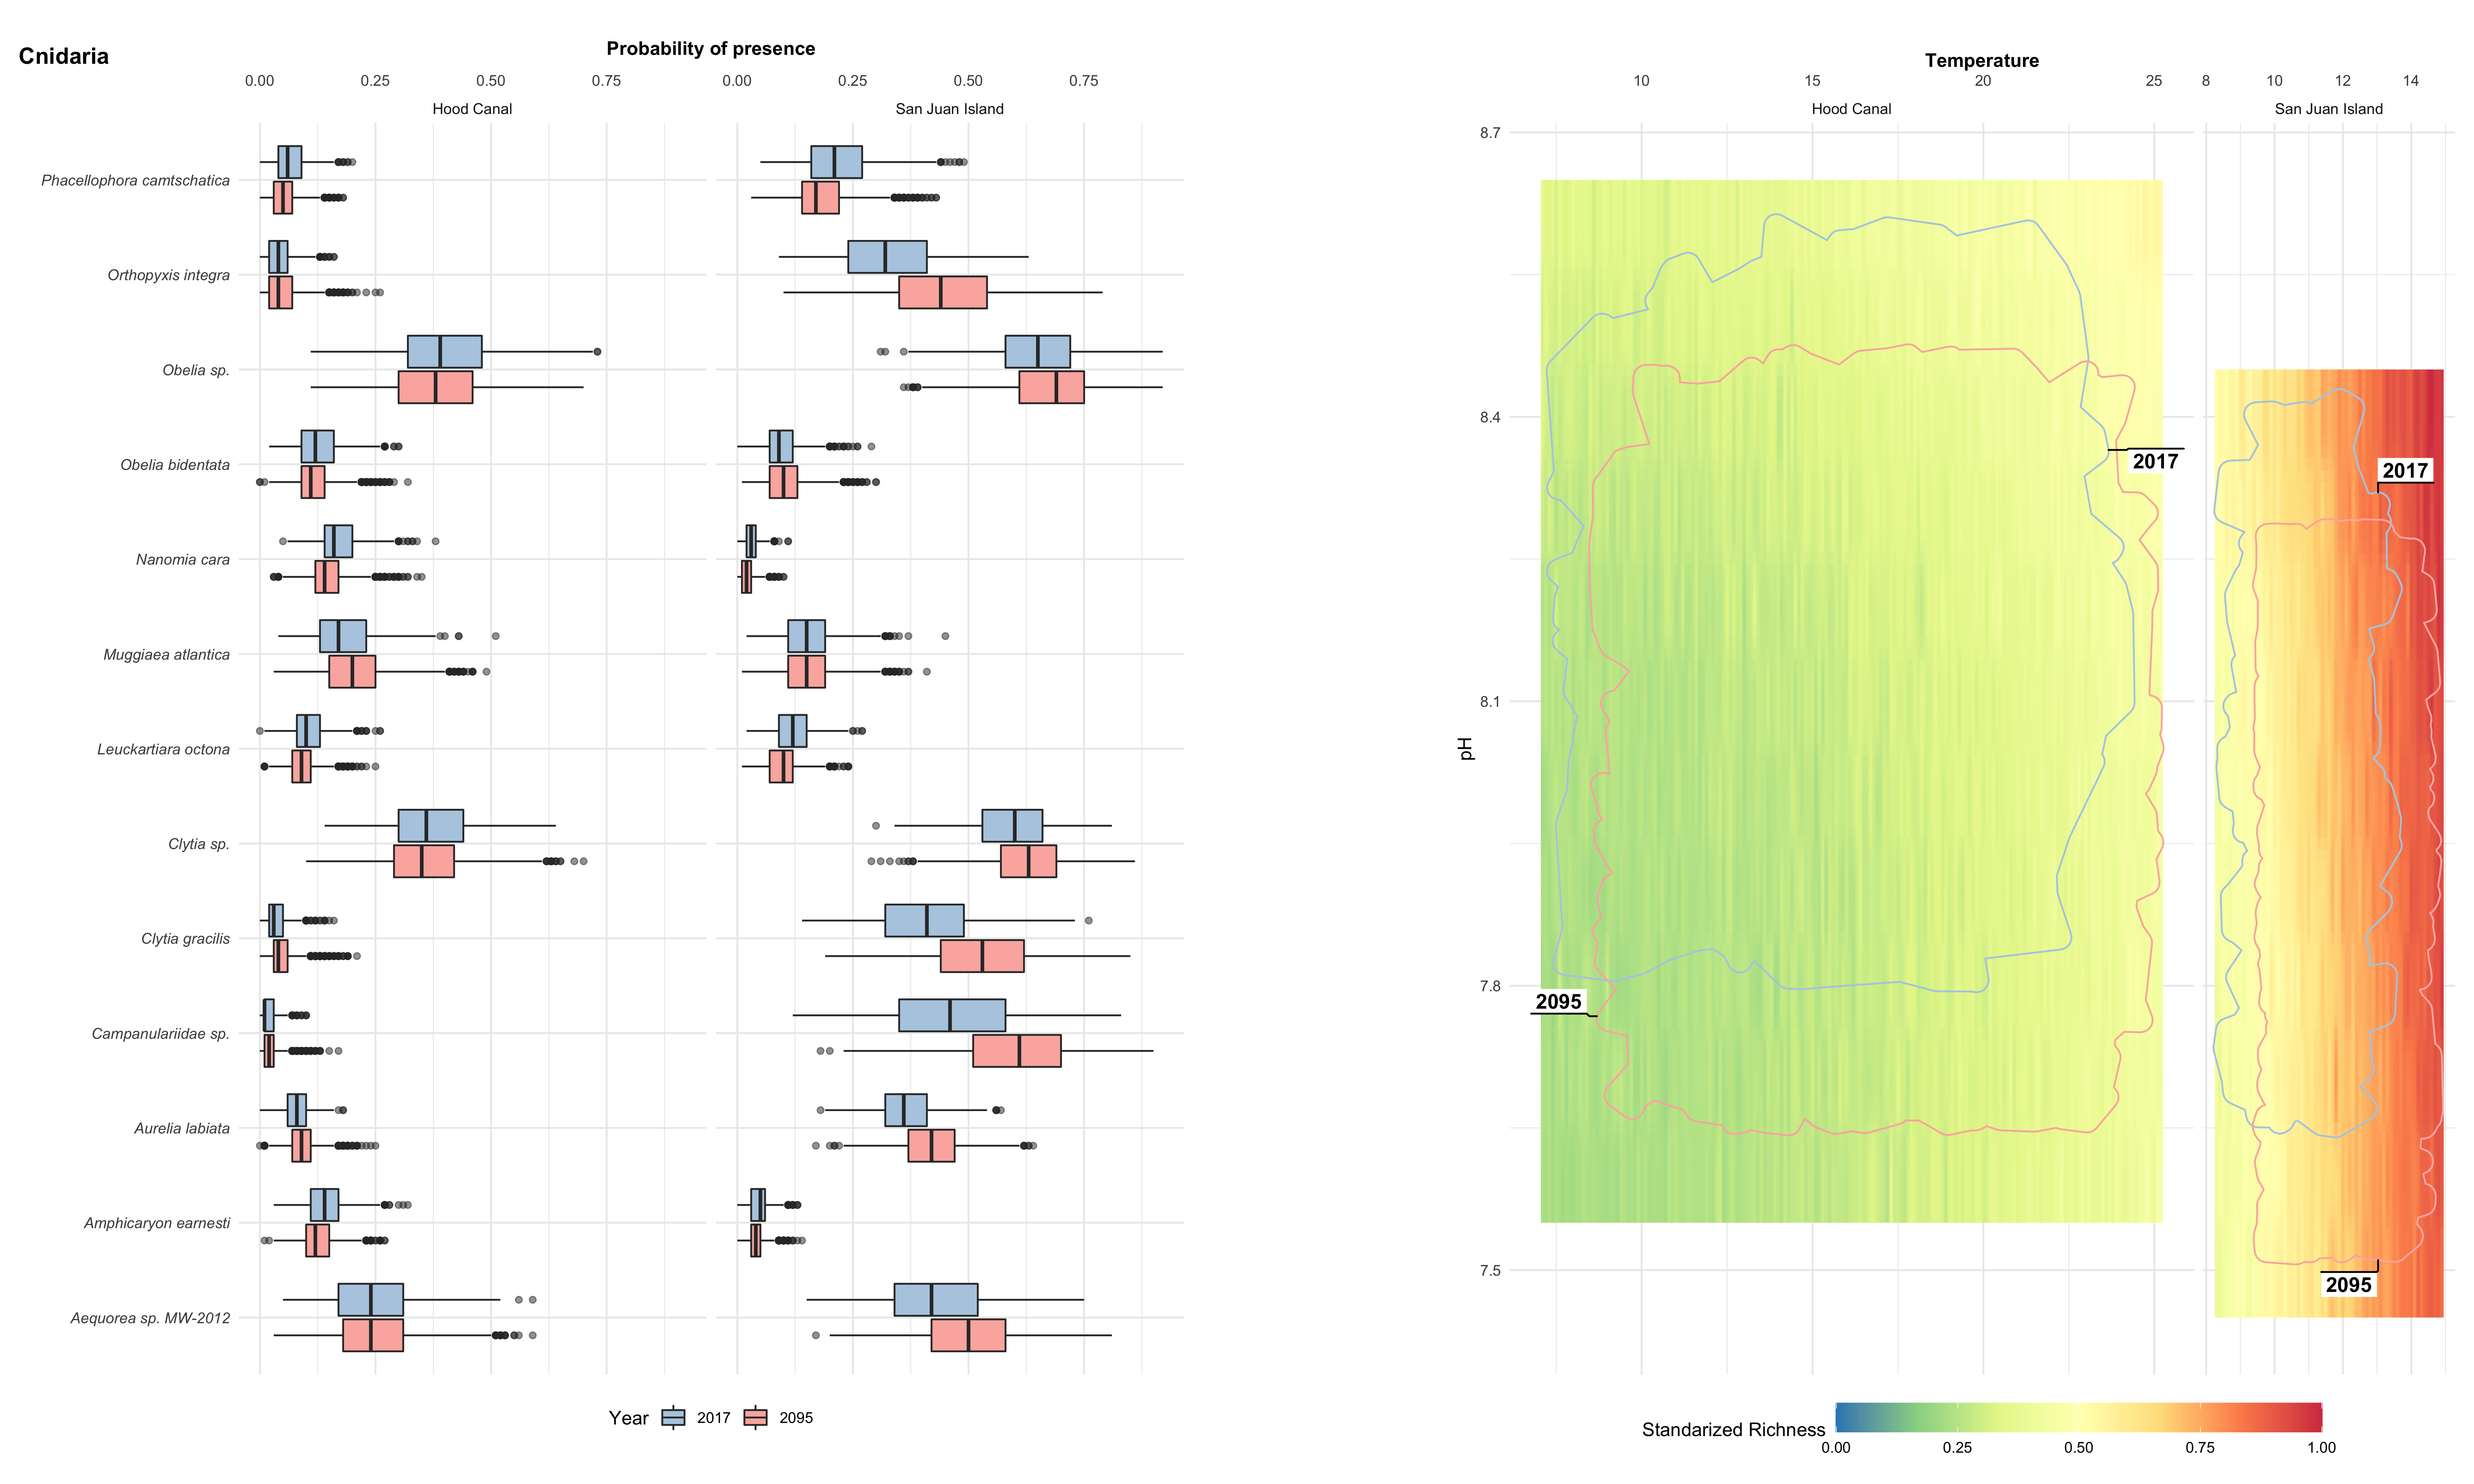 Cnidaria
Probability of presence
0.00 0.25 0.50 0.75 0.00 0.25 0.50 0.75
Hood Canal San Juan Island
Phacellophora camtschatica
Orthopyxis integra
Obelia sp.
Obelia bidentata
Nanomia cara
Muggiaea atlantica
Leuckartiara octona
Clytia sp.
Clytia gracilis
Campanulariidae sp.
Aurelia labiata
Amphicaryon earnesti
Aequorea sp. MW-2012
Year 2017 2095
Temperature
10 15 20 25 8 10 12 14
Hood Canal San Juan Island
8.7
8.4
8.1
7.8
7.5
pH
2017
2017
2095
2095
Standarized Richness
0.00 0.25 0.50 0.75 1.00